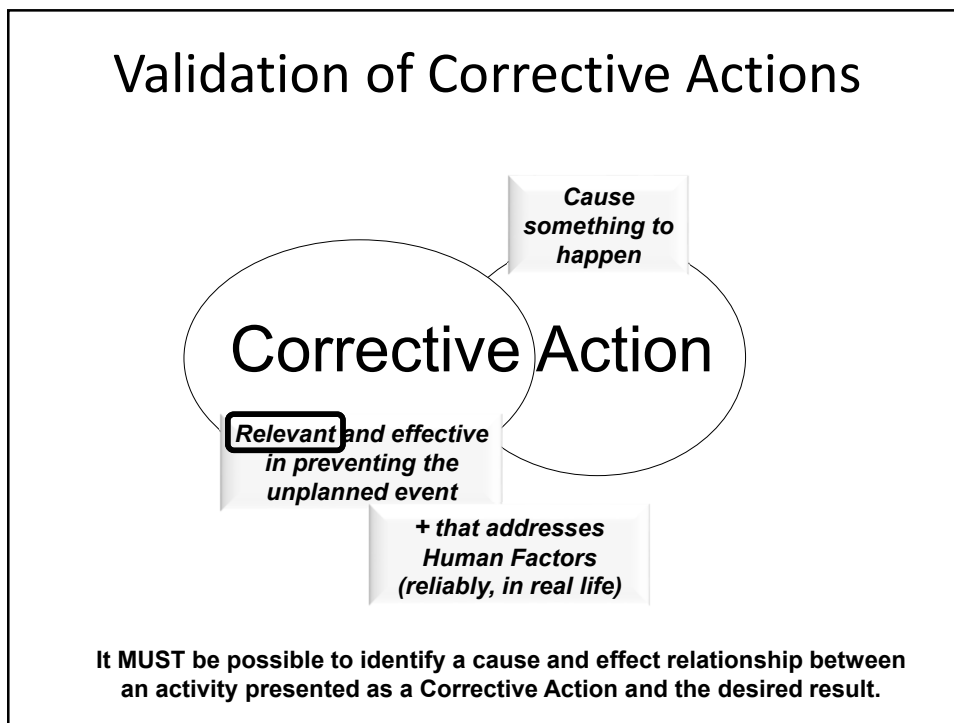 Validation of Corrective Actions
Cause
something to
happen
Corrective Action
Relevant and effective
in preventing the
unplanned event
+ that addresses
Human Factors
(reliably, in real life)
It MUST be possible to identify a cause and effect relationship between
an activity presented as a Corrective Action and the desired result.